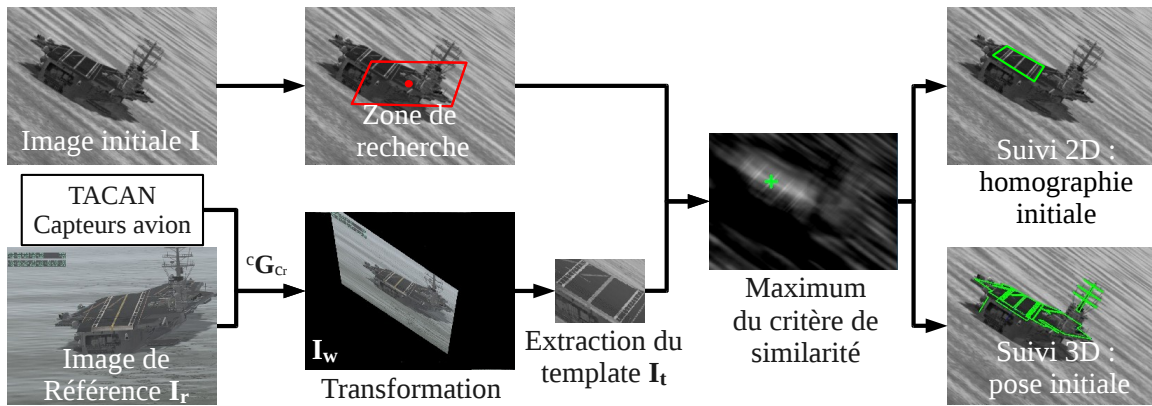 Image initiale I
Zone de
recherche
TACAN
Capteurs avion
Image de
Référence Ir
cGcr
Iw
Transformation
Extraction du
template It
Maximum
du critère de
similarité
Suivi 2D :
homographie
initiale
Suivi 3D :
pose initiale